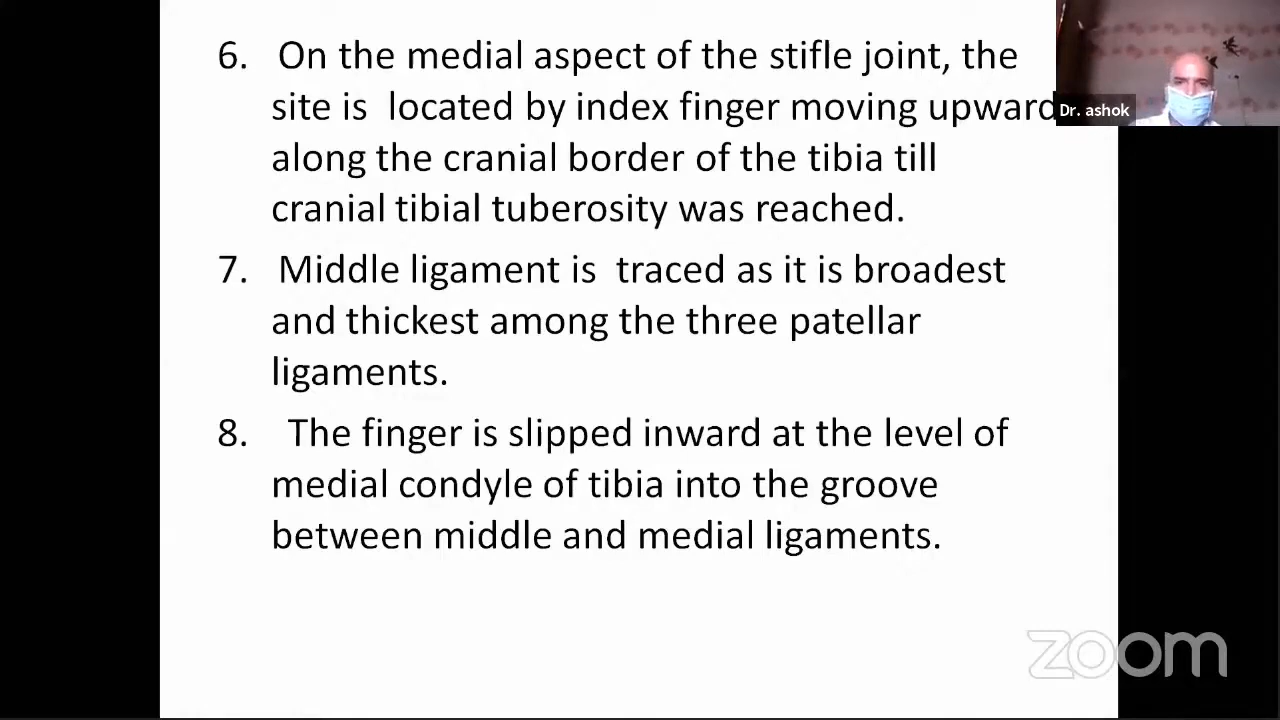 6. On the medial aspect of the stifle joint, the
site is located by index finger moving upward
along the cranial border of the tibia till
cranial tibial tuberosity was reached.
7. Middle ligament is traced as it is broadest
and thickest among the three patellar
ligaments.
8. The finger is slipped inward at the level of
medial condyle of tibia into the groove
between middle and medial ligaments.
Dr. ashok
zoom